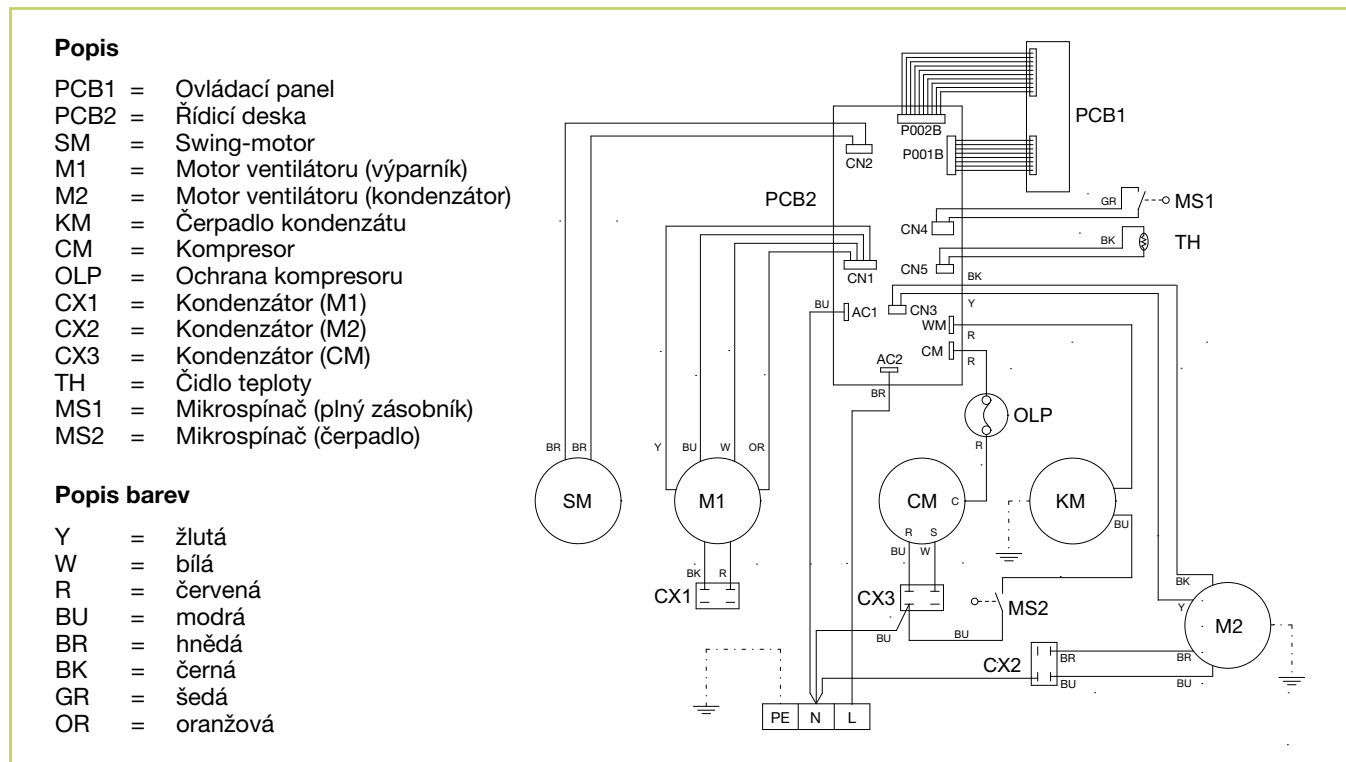 Popis
PCB1 = Ovládací panel
PCB2 = Řídicí deska
SM = Swing-motor
M1 = Motor ventilátoru (výparník)
M2 = Motor ventilátoru (kondenzátor)
KM = Čerpadlo kondenzátu
CM = Kompresor
OLP = Ochrana kompresoru
CX1 = Kondenzátor (M1)
CX2 = Kondenzátor (M2)
CX3 = Kondenzátor (CM)
TH = Čidlo teploty
MS1 = Mikrospínač (plný zásobník)
MS2 = Mikrospínač (čerpadlo)
Popis barev
Y = žlutá
W = bílá
R = červená
BU = modrá
BR = hnědá
BK = černá
GR = šedá
OR = oranžová
PCB1
P002B
P001B
CN2
PCB2
GR
MS1
CN4
BK
TH
CN5
CN1
BK
BU
AC1
CN3
Y
WM
R
CM
R
AC2
BR
OLP
R
BR BR
Y BU W OR
SM
M1
CM
C
KM
R S
BU
BU W
BK R
CX1
CX3
MS2
BK
Y
M2
BU
BU
CX2
BR
BR
BU
BU
PE N L